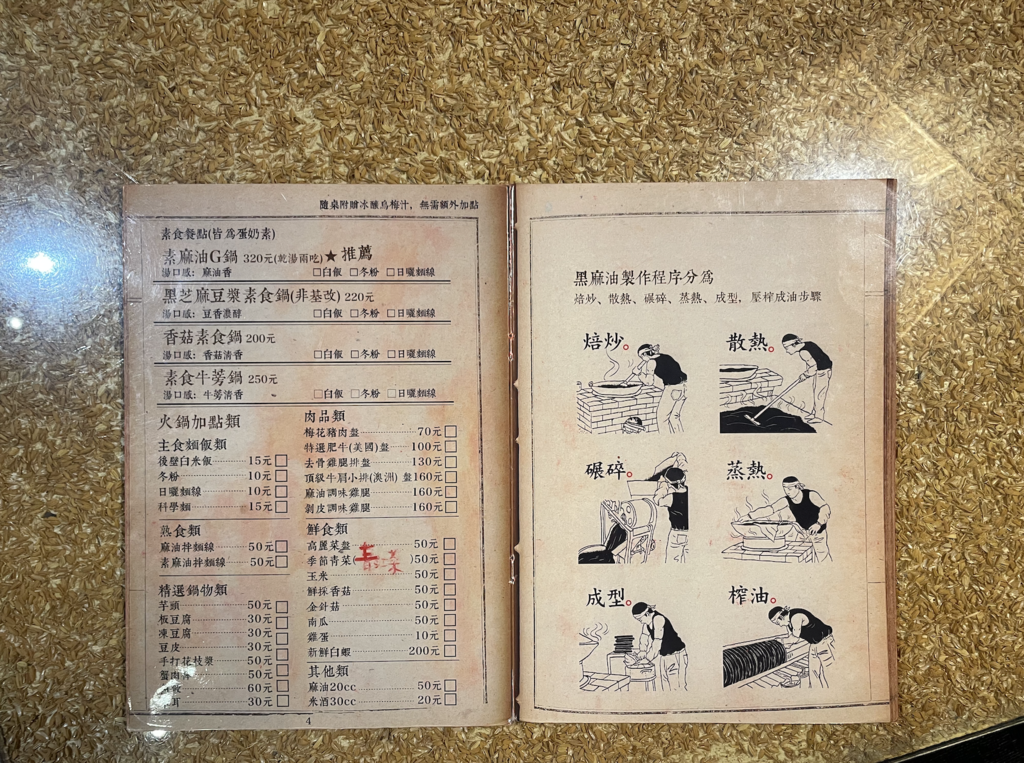 隨桌附贈冰釀烏梅汁，無需額外加點
素食餐點(皆為蛋奶素)
素麻油G鍋 320元(乾湯兩吃)★推薦
湯口感：麻油香 □白飯 □冬粉 □日曬麵線
黑芝麻豆漿素食鍋(非基改) 220元
湯口感：豆香濃醇 □白飯 □冬粉 □日曬麵線
香菇素食鍋 200元
湯口感：香菇清香 □白飯 □冬粉 □日曬麵線
素食牛蒡鍋 250元
湯口感：牛蒡清香 □白飯 □冬粉 □日曬麵線
火鍋加點類
主食麵飯類
後壁白米飯 15元□
冬粉 10元□
日曬麵線 10元□
科學麵 15元□
熟食類
麻油拌麵線 50元□
素麻油拌麵線 50元□
精選鍋物類
芋頭 50元□
板豆腐 30元□
凍豆腐 30元□
豆皮 30元□
手打花枝漿 50元□
蟹肉 50元□
60元□
耳 30元□
肉品類
梅花豬肉盤 70元□
特選肥牛(美國)盤 100元□
去骨雞腿排盤 130元□
頂級牛肩小排(澳洲) 盤160元□
麻油調味雞腿 160元□
剝皮調味雞腿 160元□
鮮食類
高麗菜盤 50元□
季節青菜( 青江菜 )50元□
玉米 50元□
鮮採香菇 50元□
金針菇 50元□
南瓜 50元□
雞蛋 10元□
新鮮白蝦 200元□
其他類
麻油20cc 50元□
米酒30cc 20元□
4
黑麻油製作程序分為
焙炒、散熱、碾碎、蒸熱、成型，壓榨成油步驟
焙炒。
散熱。
碾碎。
蒸熱。
成型。
榨油。